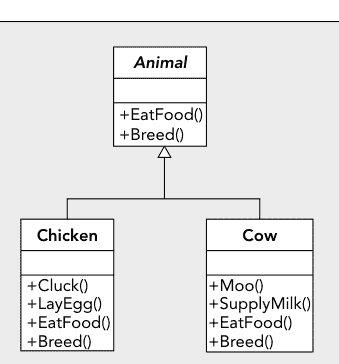 Animal
+EatFood()
+Breed()
Chicken
+Cluck()
+LayEgg()
+EatFood()
+Breed()
Cow
+Moo()
+SupplyMilk()
+EatFood()
+Breed()